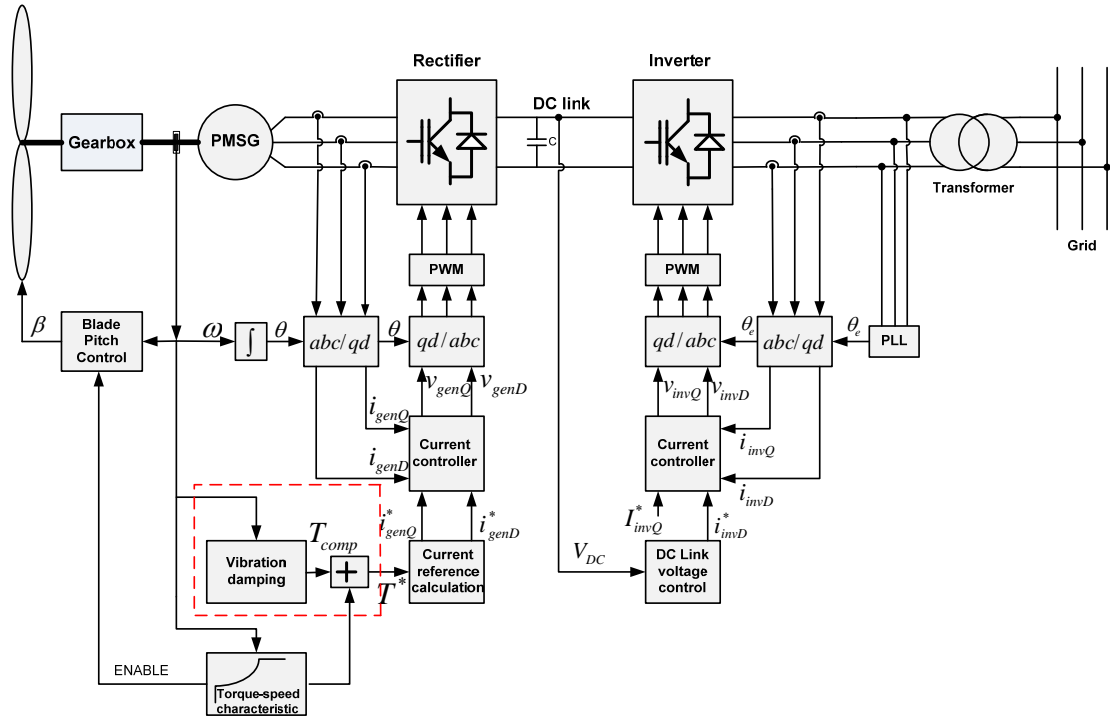 Rectifier
Inverter
DC link
Gearbox
PMSG
C
Transformer
Grid
PWM
PWM
β
Blade
Pitch
Control
ω
∫
θ
abc/qd
θ
qd/abc
qd/abc
θe
abc/qd
θe
PLL
vgenQ
vgenD
vinvQ
vinvD
igenQ
Current
controller
igenD
Current
controller
iinvQ
iinvD
i*genQ
i*genD
I*invQ
i*invD
Tcomp
Vibration
damping
+
T*
Current
reference
calculation
VDC
DC Link
voltage
control
ENABLE
Torque-speed
characteristic